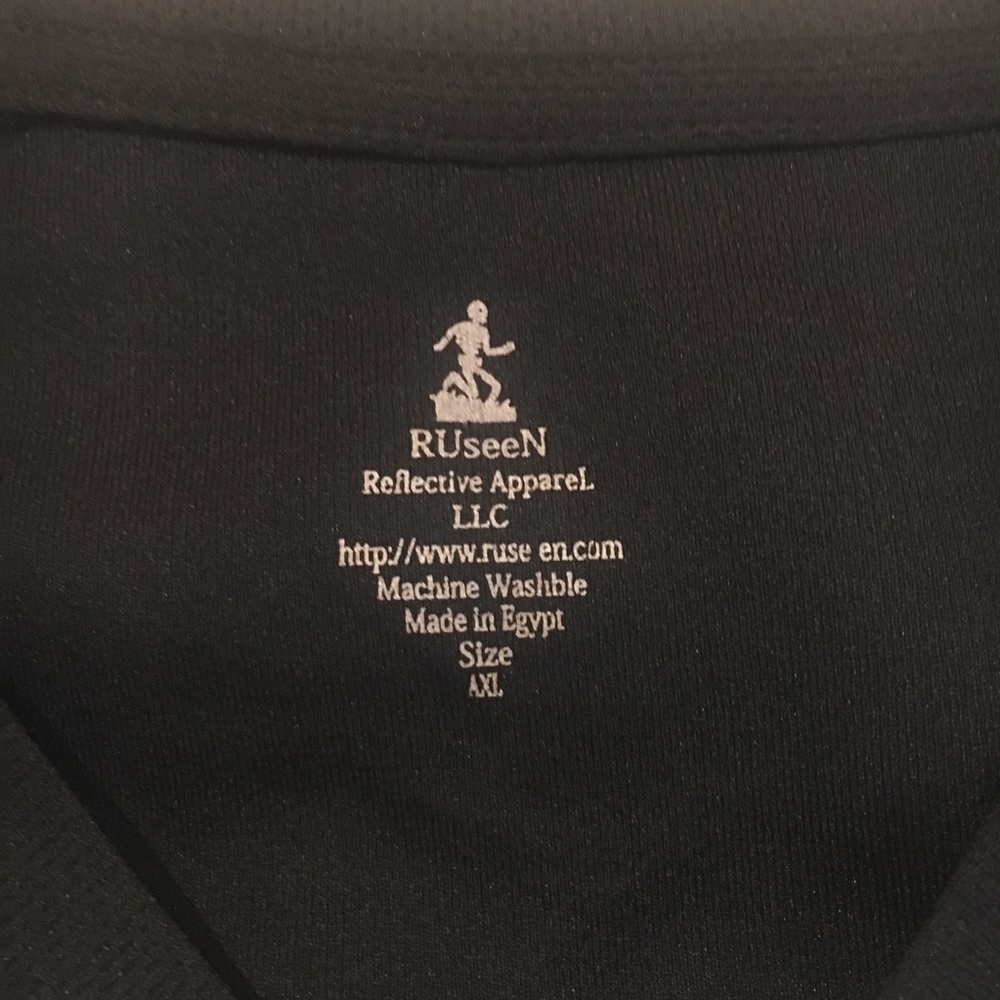 RUseeN
Reflective AppareL
LLC
http://www.ruse en.com
Machine Washble
Made in Egypt
Size
AXL